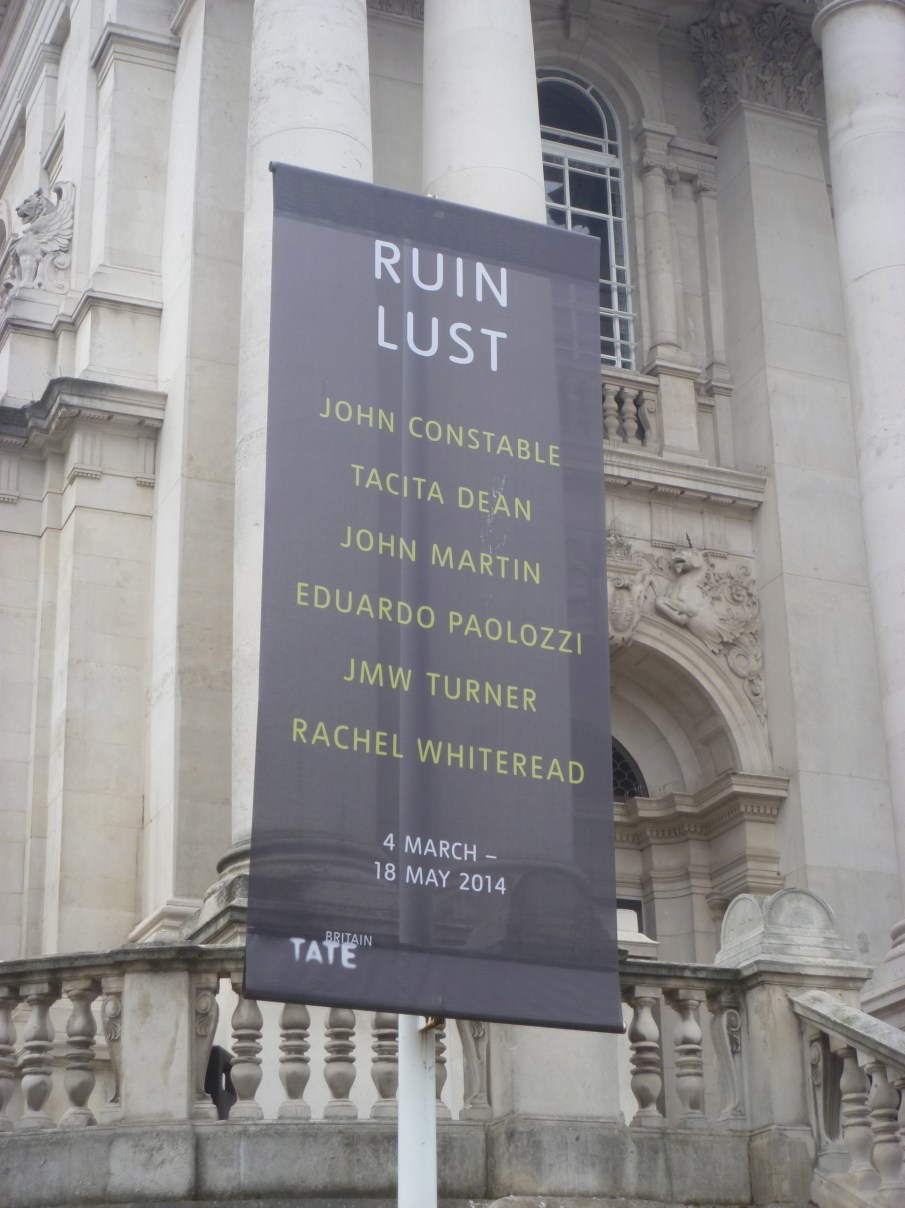 RUIN
LUST
JOHN CONSTABLE
TACITA DEAN
JOHN MARTIN
EDUARDO PAOLOZZI
JMW TURNER
RACHEL WHITEREAD
4 MARCH –
18 MAY 2014
BRITAIN
TATE